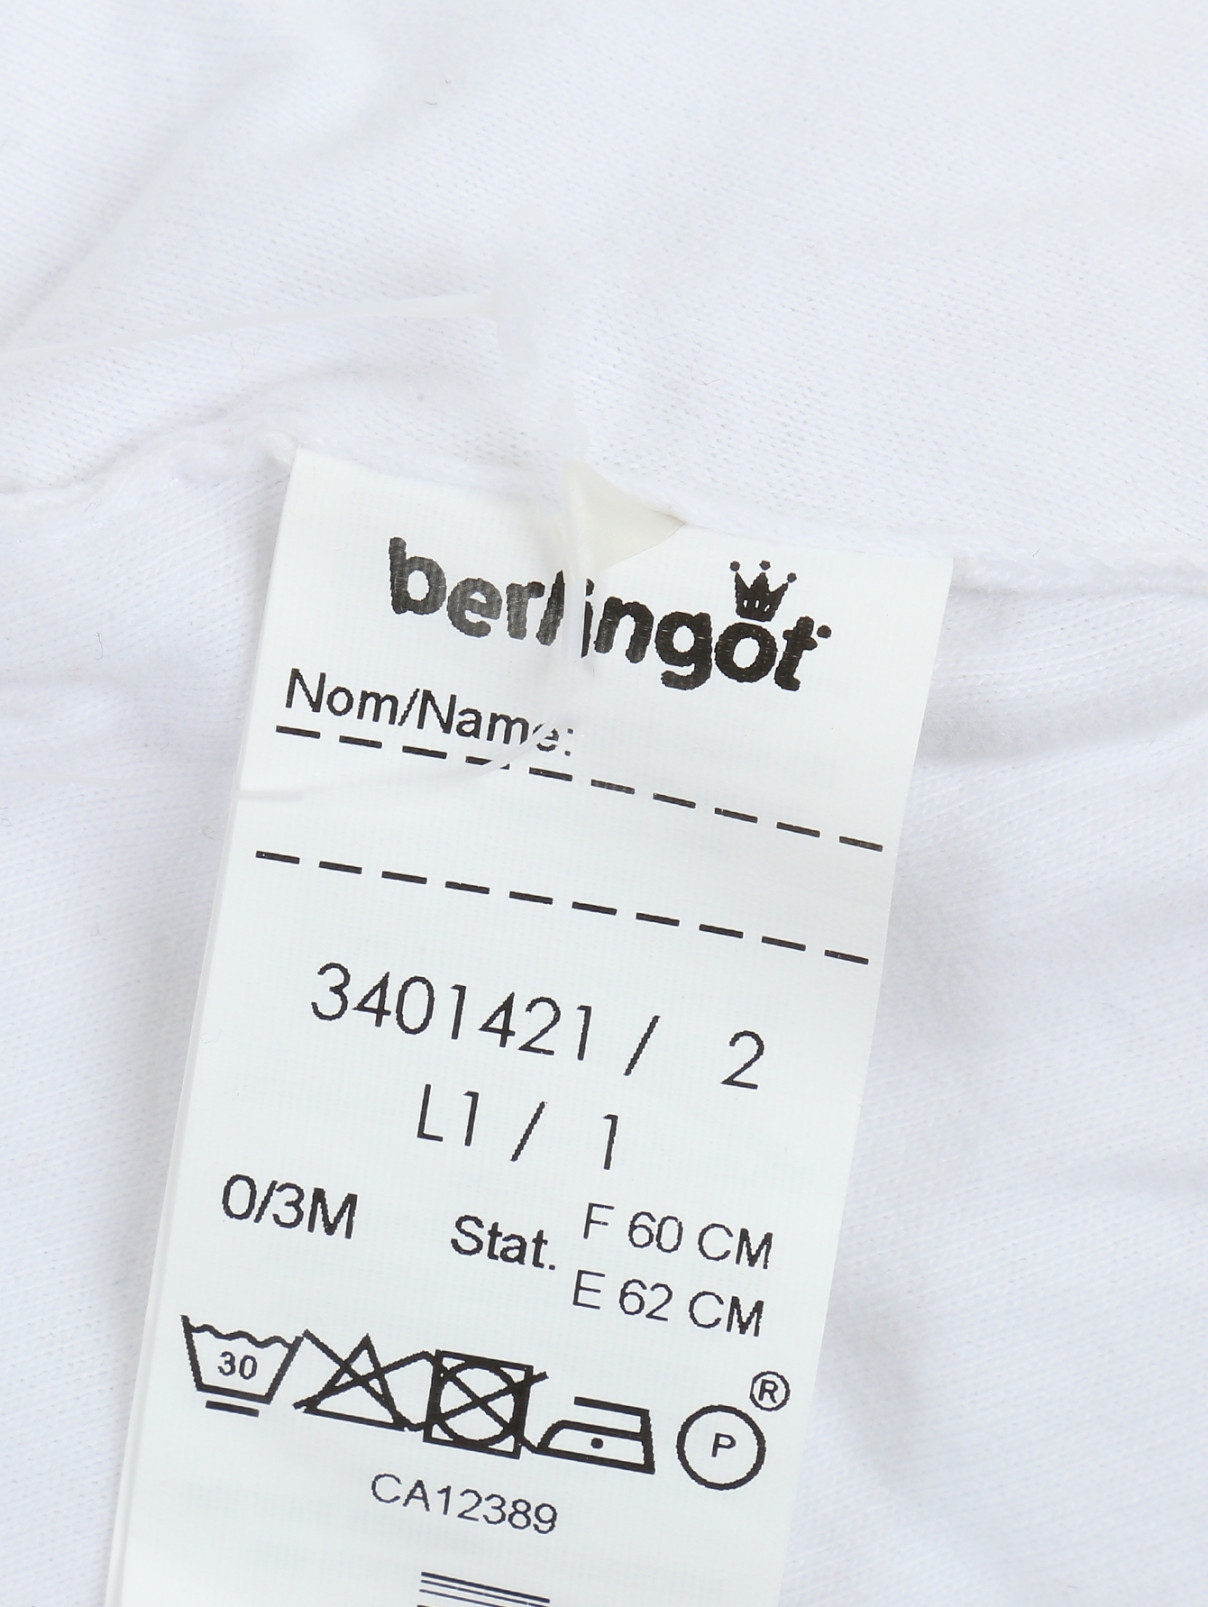 berlingot
Nom/Name:
3401421 / 2
L1 / 1
0/3M Stat. F 60 CM
E 62 CM
30
P ®
CA12389